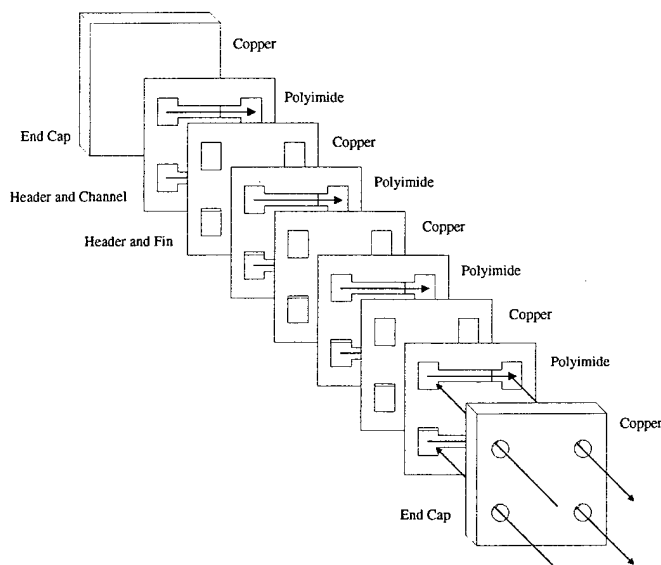 Copper
Polyimide
End Cap
Copper
Polyimide
Header and Channel
Copper
Header and Fin
Polyimide
Copper
Polyimide
Copper
End Cap